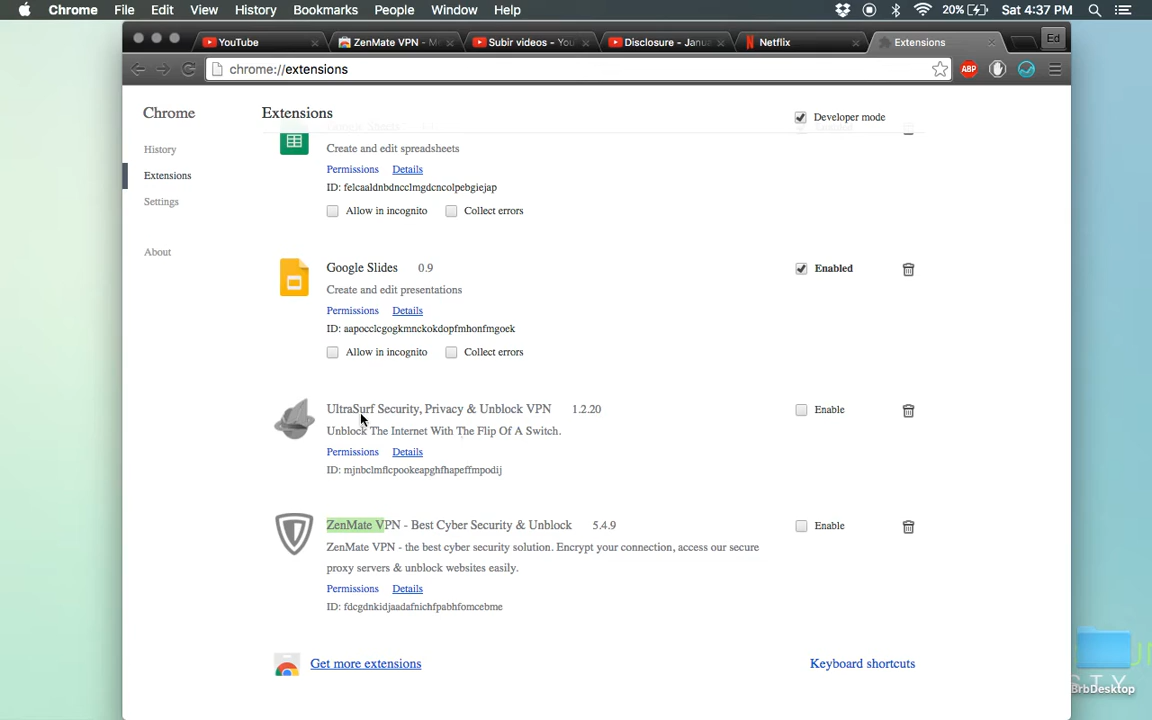 Chrome File Edit View History Bookmarks People Window Help 20% Sat 4:37 PM
YouTube ZenMate VPN - Subir videos - You Disclosure - Janua Netflix Extensions Ed
chrome://extensions ABP
Chrome Extensions Developer mode
History
Extensions
Settings
About
Create and edit spreadsheets
Permissions Details
ID: felcaaldnbdncclmgdcncolpebgiejap
Allow in incognito Collect errors
Google Slides 0.9 Enabled
Create and edit presentations
Permissions Details
ID: aapocclcgogkmnckokdopfmhonfmgoek
Allow in incognito Collect errors
UltraSurf Security, Privacy & Unblock VPN 1.2.20 Enable
Unblock The Internet With The Flip Of A Switch.
Permissions Details
ID: mjnbclmflcpookeapghfhapeffmpodij
ZenMate VPN - Best Cyber Security & Unblock 5.4.9 Enable
ZenMate VPN - the best cyber security solution. Encrypt your connection, access our secure
proxy servers & unblock websites easily.
Permissions Details
ID: fdcgdnkidjaadafnichfpabhfomcebme
Get more extensions Keyboard shortcuts
BrbDesktop